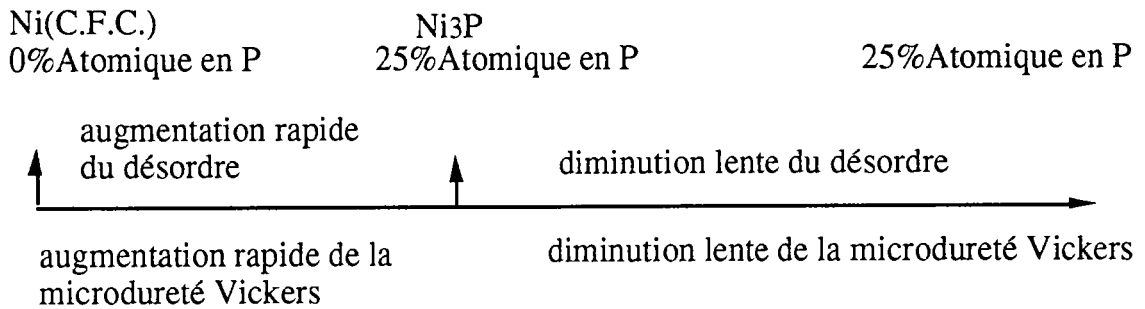 Ni(C.F.C.)
0%Atomique en P
Ni3P
25%Atomique en P
25%Atomique en P
augmentation rapide
du désordre
diminution lente du désordre
augmentation rapide de la
microdureté Vickers
diminution lente de la microdureté Vickers